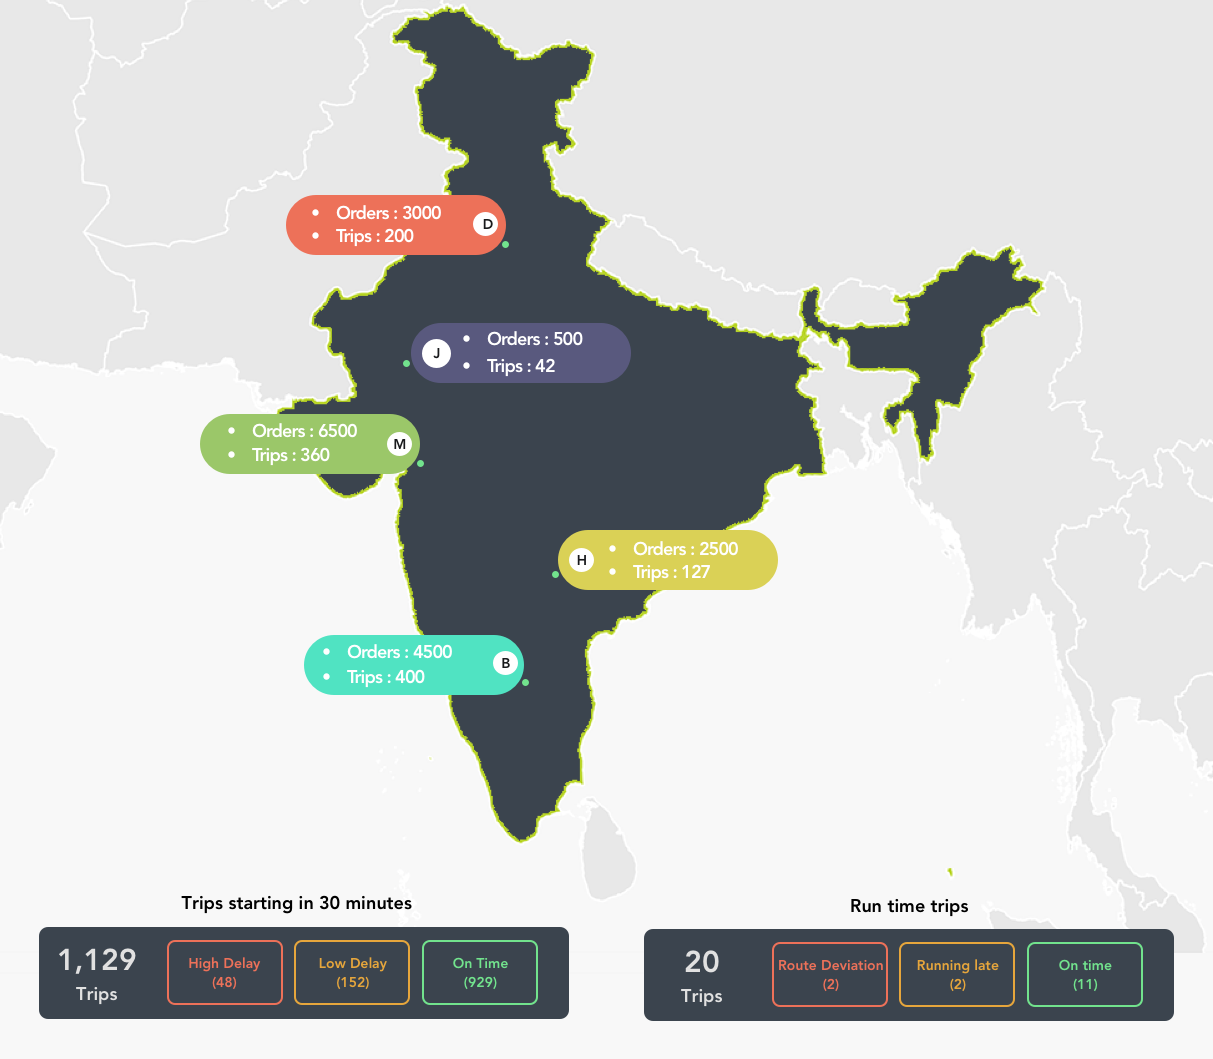 • Orders : 3000
D
• Trips : 200
• Orders : 500
J
• Trips : 42
• Orders : 6500
M
• Trips : 360
• Orders : 2500
H
• Trips : 127
• Orders : 4500
B
• Trips : 400
Trips starting in 30 minutes
1,129
Trips
High Delay
(48)
Low Delay
(152)
On Time
(929)
Run time trips
20
Trips
Route Deviation
(2)
Running late
(2)
On time
(11)